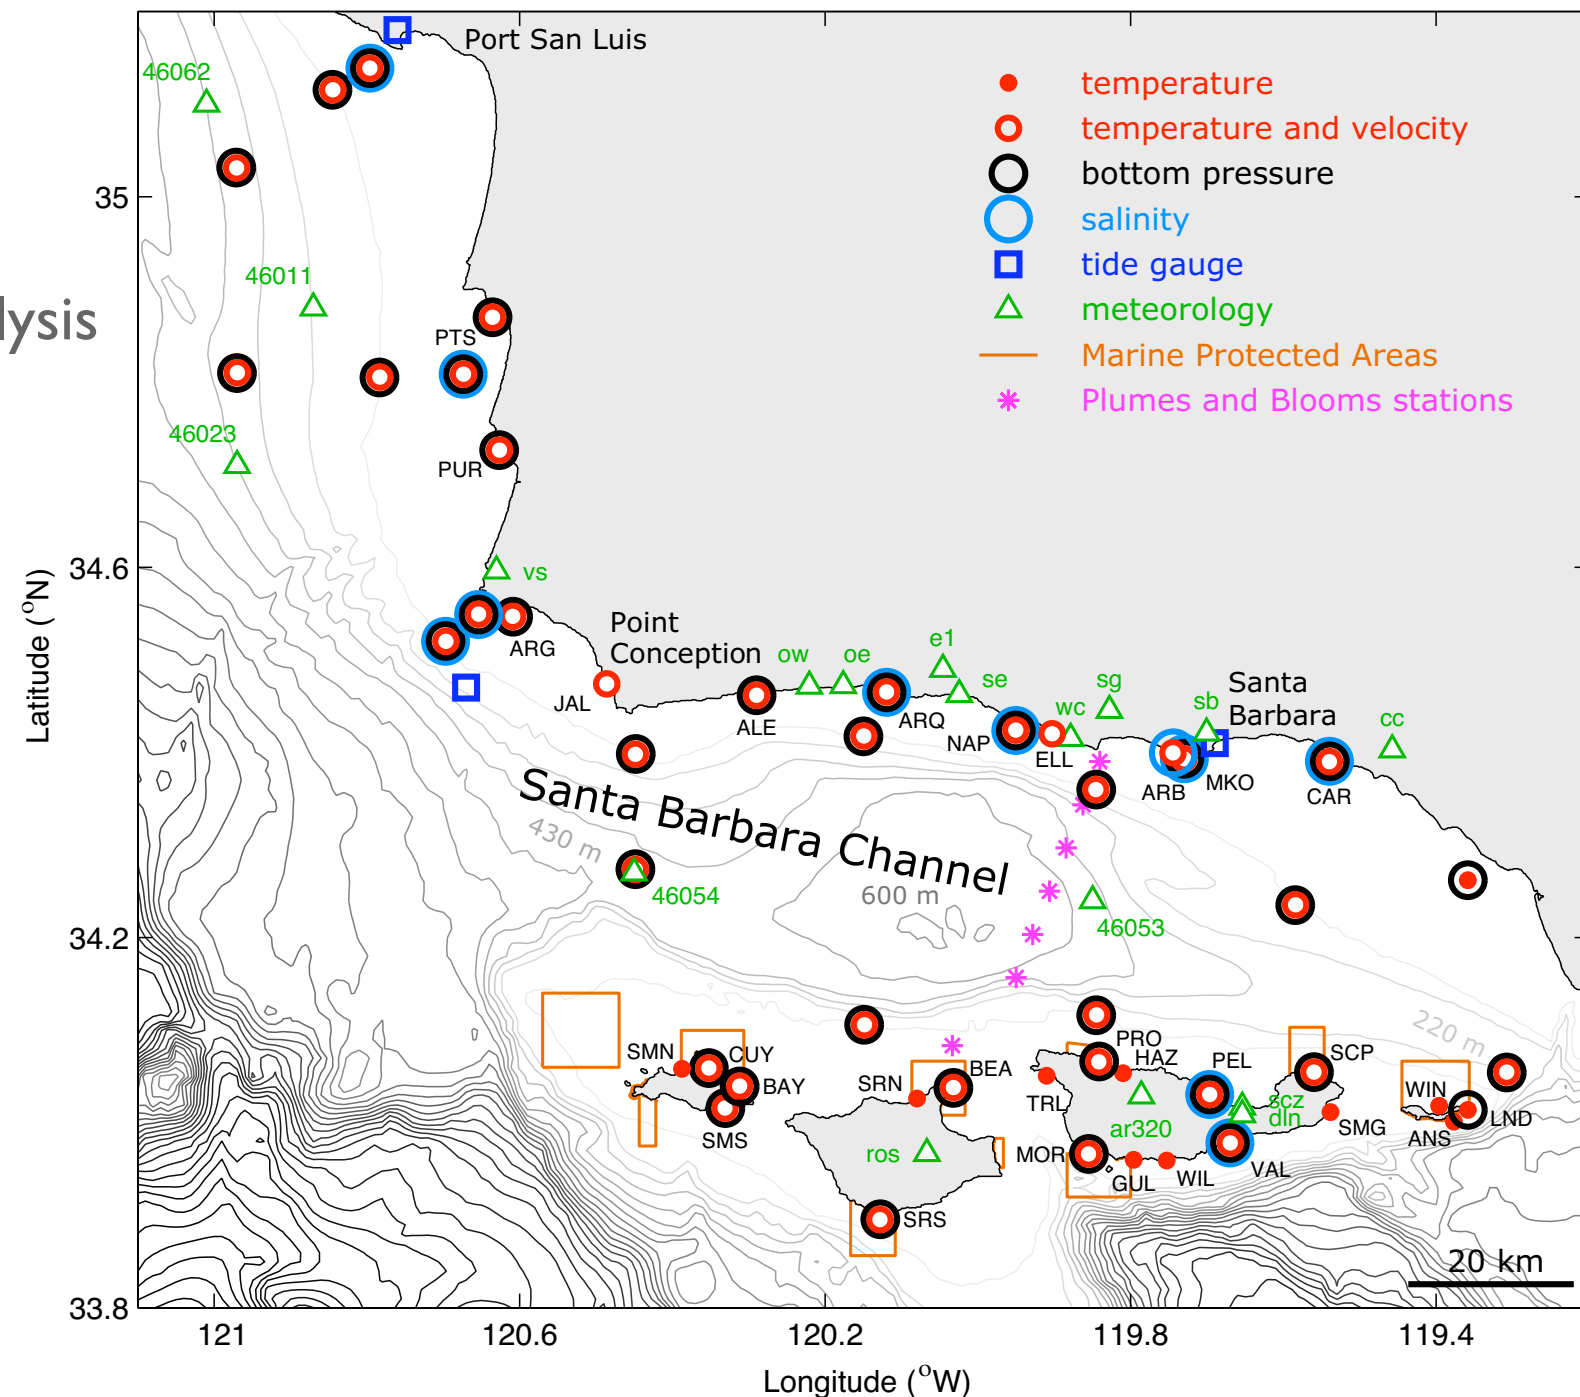 Port San Luis
46062
temperature
temperature and velocity
bottom pressure
35
salinity
tide gauge
46011
meteorology
lysis
PTS
Marine Protected Areas
Plumes and Blooms stations
46023
PUR
34.6
vs
Latitude (°N)
ARG
Point
Conception
JAL
ow
oe
e1
se
sg
wc
sb
Santa
Barbara
cc
ALE
ARQ
NAP
ELL
ARB
MKO
CAR
Santa Barbara Channel
430 m
600 m
46054
46053
34.2
220 m
SMN
CUY
BAY
SMS
SRN
BEA
PRO
HAZ
PEL
SCP
TRL
scz
dln
SMG
WIN
LND
ANS
ar320
ros
MOR
GUL
WIL
VAL
SRS
20 km
33.8
121
120.6
120.2
119.8
119.4
Longitude (°W)